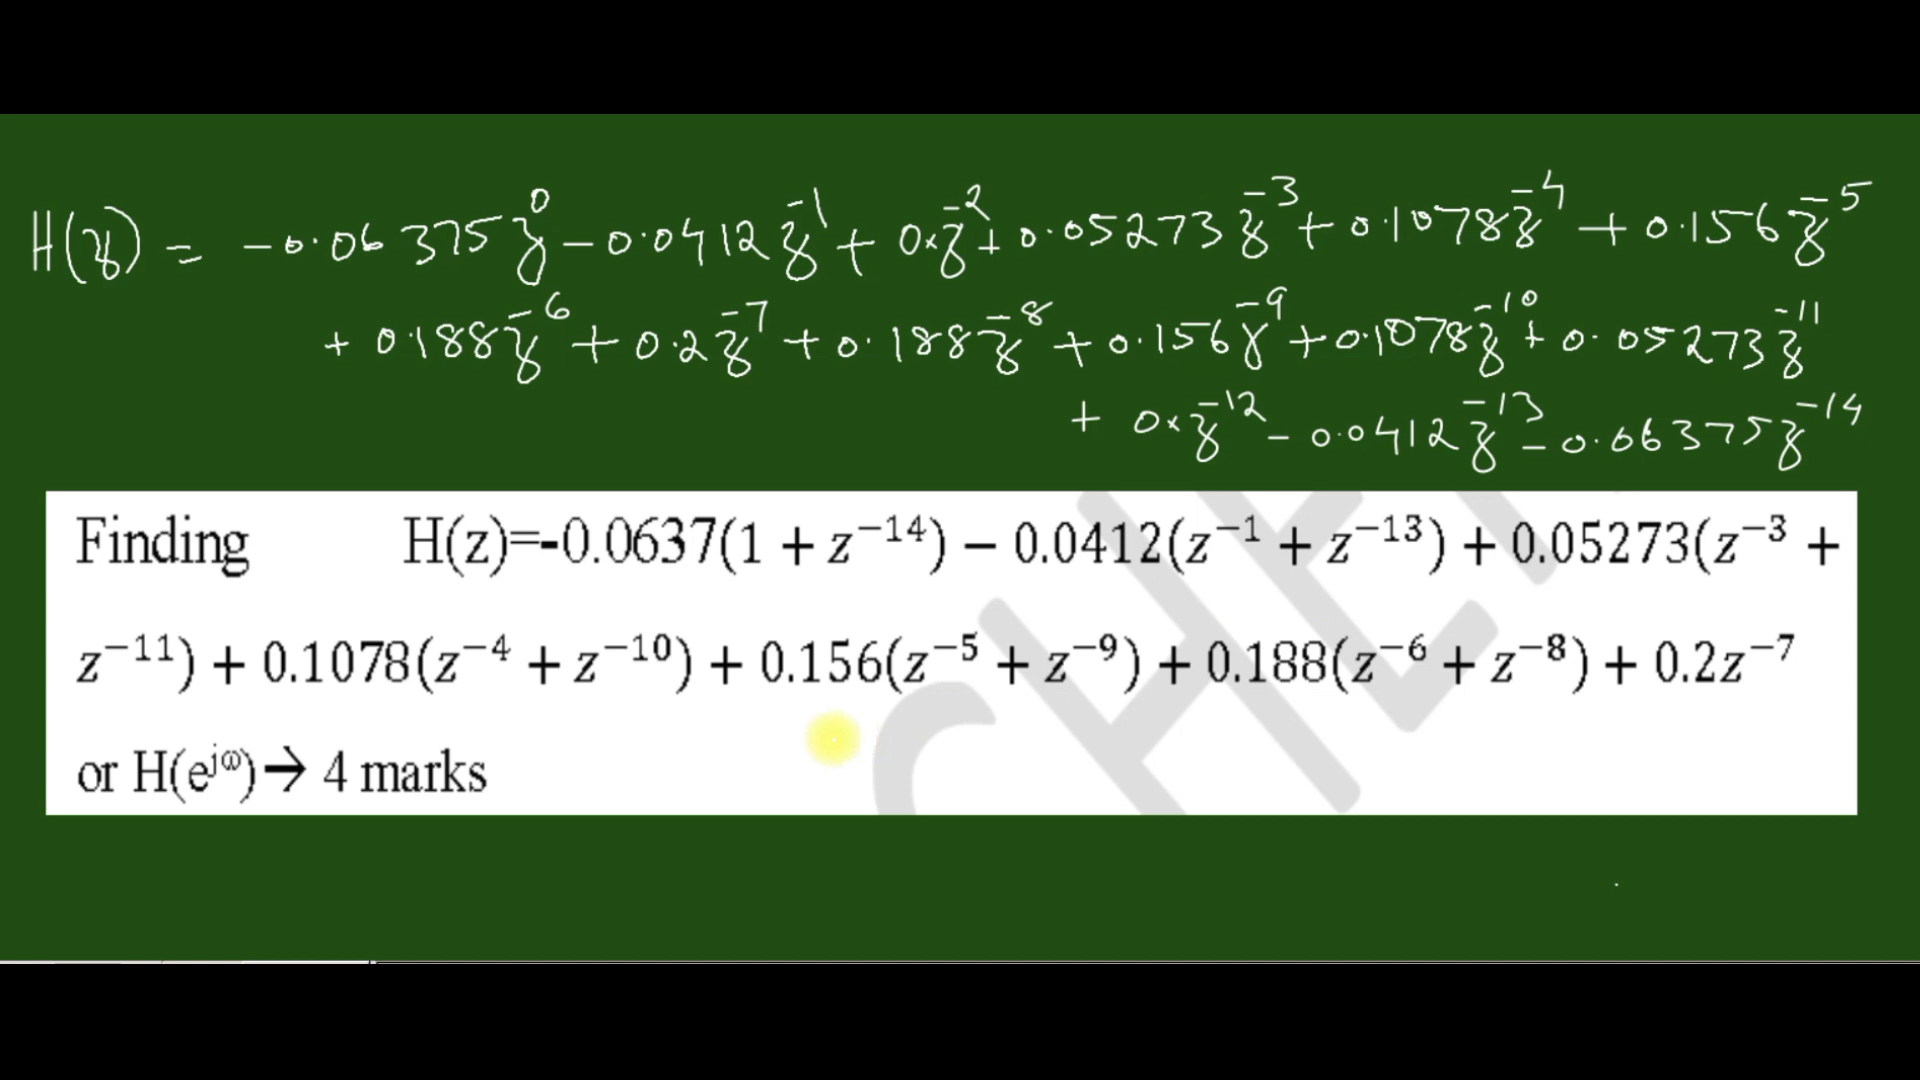 H(z) = -0.06375z⁰ - 0.0412z⁻¹ + 0×z⁻² + 0.05273z⁻³ + 0.1078z⁻⁴ + 0.156z⁻⁵
+ 0.188z⁻⁶ + 0.2z⁻⁷ + 0.188z⁻⁸ + 0.156z⁻⁹ + 0.1078z⁻¹⁰ + 0.05273z⁻¹¹
+ 0×z⁻¹² - 0.0412z⁻¹³ - 0.06375z⁻¹⁴
Finding H(z)=-0.0637(1 + z⁻¹⁴) − 0.0412(z⁻¹ + z⁻¹³) + 0.05273(z⁻³ +
z⁻¹¹) + 0.1078(z⁻⁴ + z⁻¹⁰) + 0.156(z⁻⁵ + z⁻⁹) + 0.188(z⁻⁶ + z⁻⁸) + 0.2z⁻⁷
or H(e^{jω})→ 4 marks